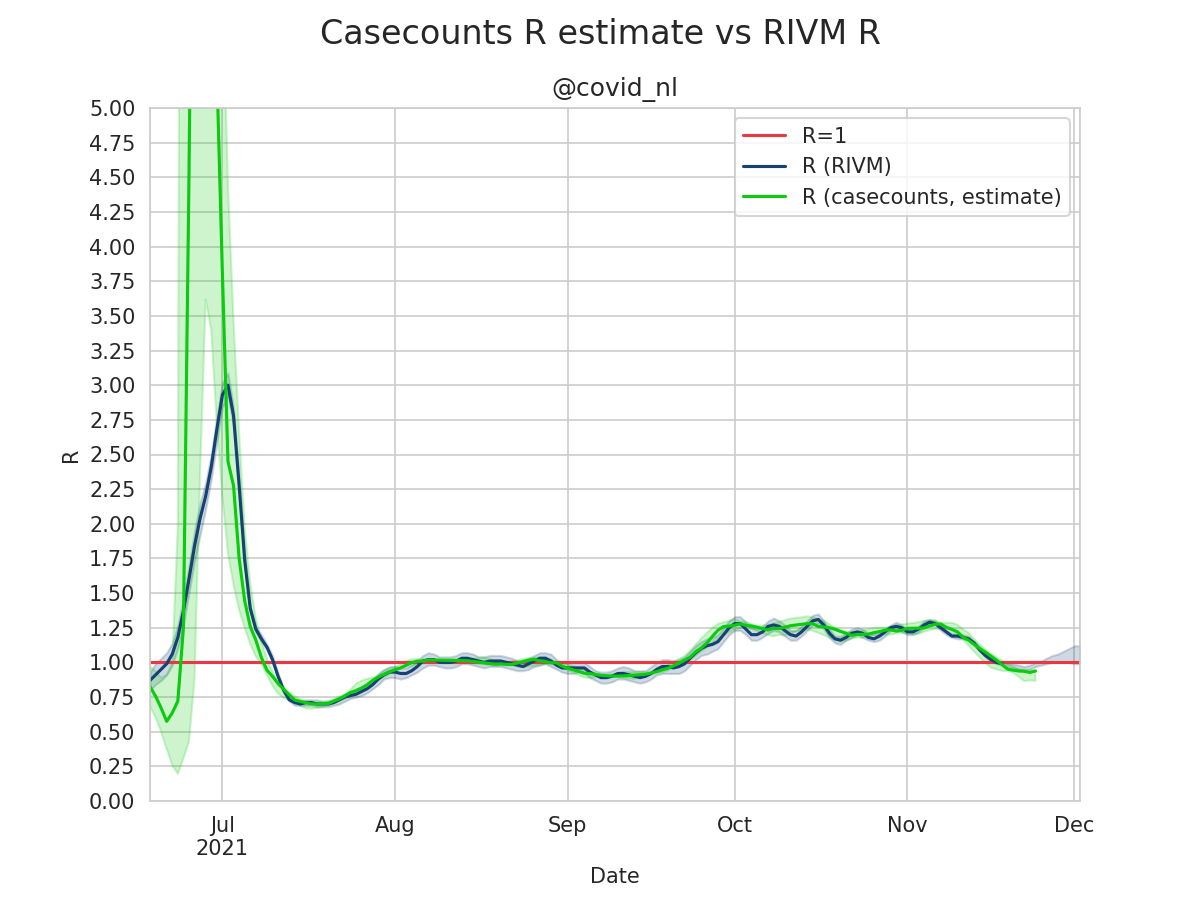 Casecounts R estimate vs RIVM R
@covid_nl
5.00
4.75
4.50
4.25
4.00
3.75
3.50
3.25
3.00
2.75
2.50
2.25
2.00
1.75
1.50
1.25
1.00
0.75
0.50
0.25
0.00
R
R=1
R (RIVM)
R (casecounts, estimate)
Jul Aug Sep Oct Nov Dec
2021
Date